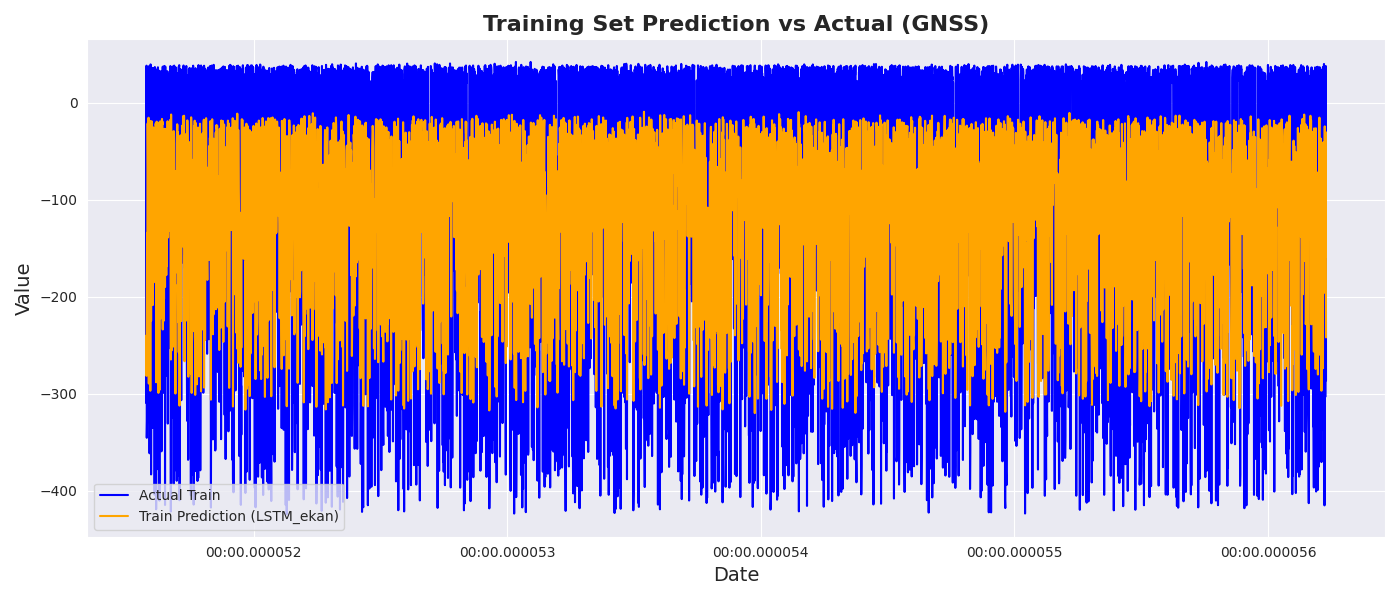 Training Set Prediction vs Actual (GNSS)
Value
0
−100
−200
−300
−400
Actual Train
Train Prediction (LSTM_ekan)
00:00.000052
00:00.000053
00:00.000054
00:00.000055
00:00.000056
Date